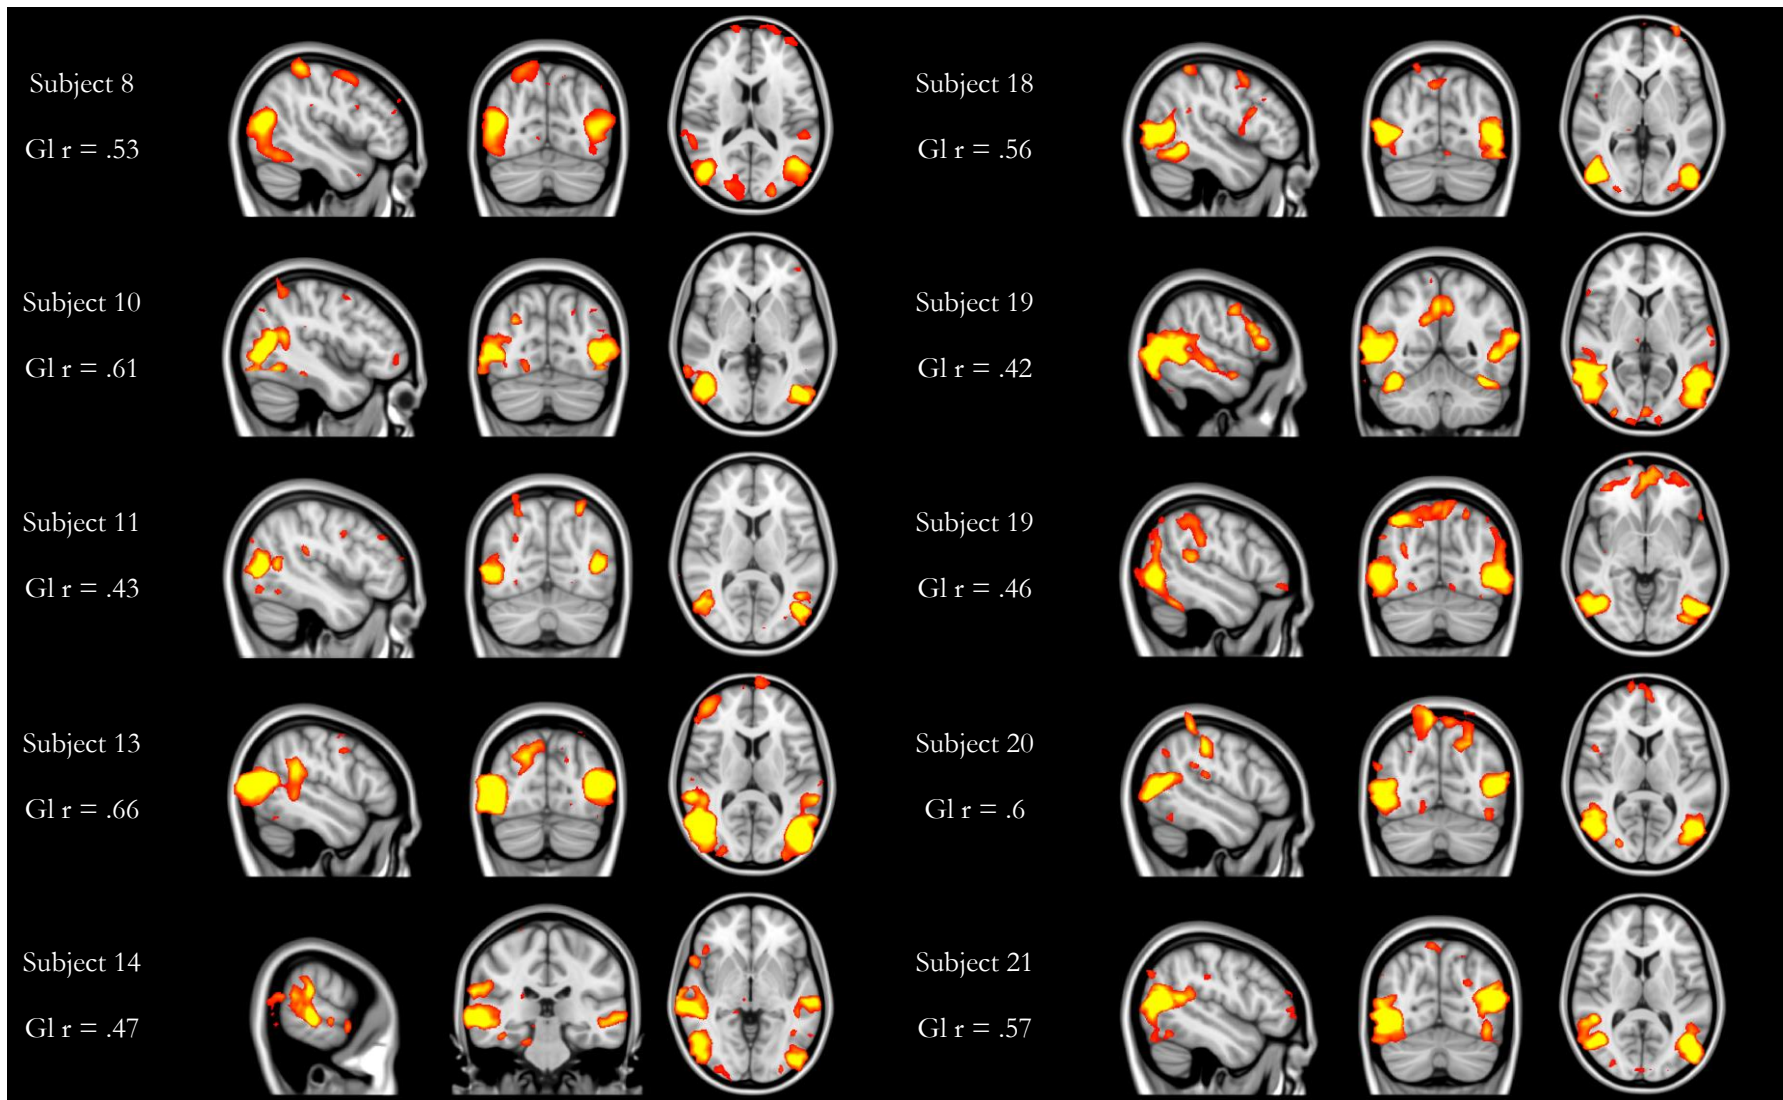 Subject 8
Gl r = .53
Subject 10
Gl r = .61
Subject 11
Gl r = .43
Subject 13
Gl r = .66
Subject 14
Gl r = .47
Subject 18
Gl r = .56
Subject 19
Gl r = .42
Subject 19
Gl r = .46
Subject 20
Gl r = .6
Subject 21
Gl r = .57